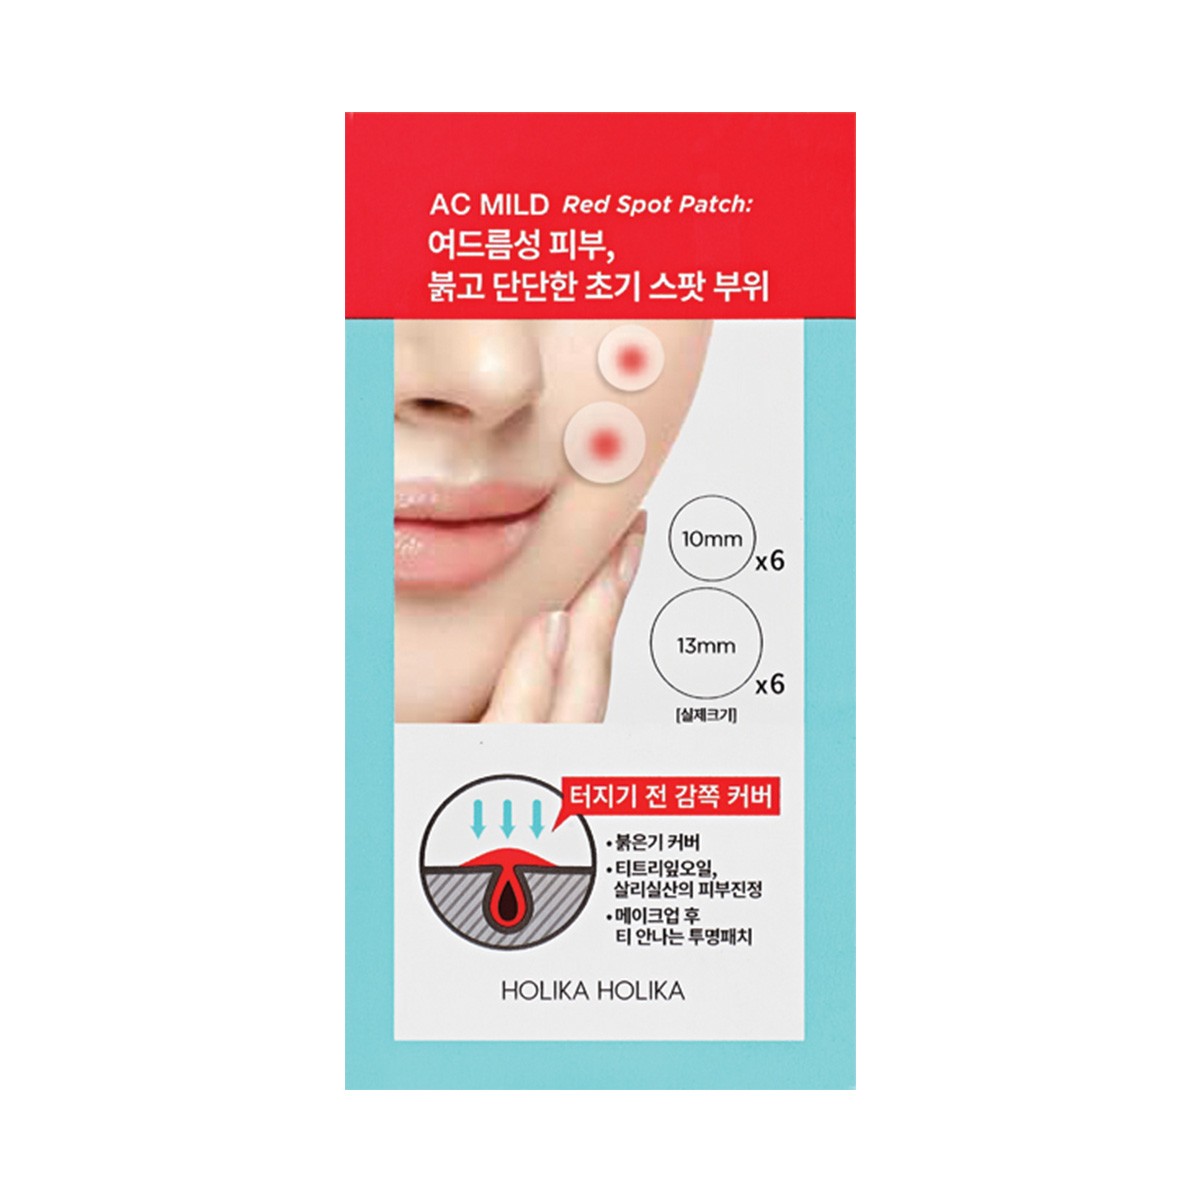 AC MILD Red Spot Patch:
여드름성 피부,
붉고 단단한 초기 스팟 부위
10mm
x6
13mm
x6
[실제크기]
터지기 전 감쪽 커버
•붉은기 커버
•티트리잎오일,
살리실산의 피부진정
•메이크업 후
티 안나는 투명패치
HOLIKA HOLIKA